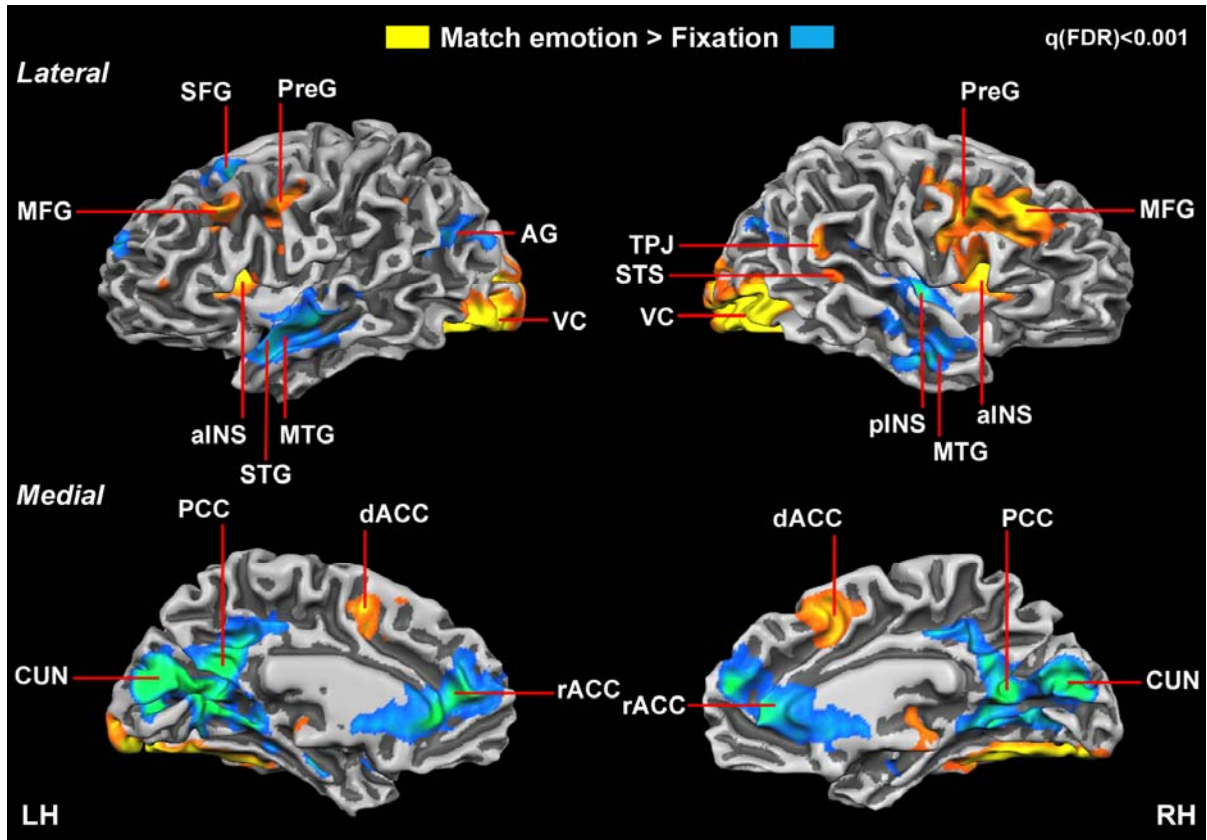 Match emotion > Fixation
q(FDR)<0.001
Lateral
SFG
PreG
MFG
AG
VC
aINS
MTG
STG
PreG
MFG
TPJ
STS
VC
pINS
aINS
MTG
Medial
PCC
dACC
CUN
rACC
LH
dACC
PCC
rACC
CUN
RH